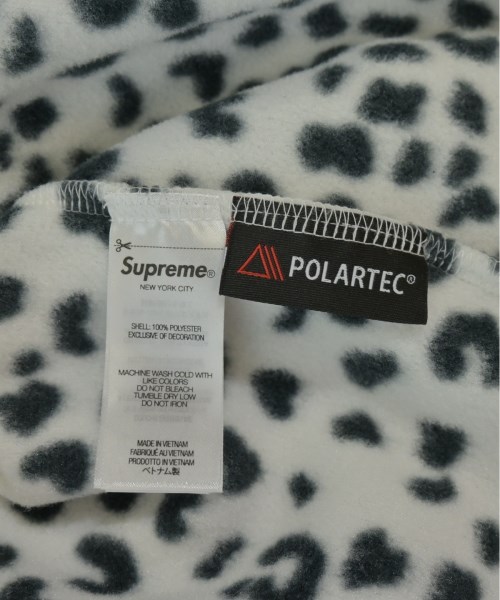 Supreme®
NEW YORK CITY
SHELL: 100% POLYESTER
EXCLUSIVE OF DECORATION
MACHINE WASH COLD WITH
LIKE COLORS
DO NOT BLEACH
TUMBLE DRY LOW
DO NOT IRON
MADE IN VIETNAM
FABRIQUÉ AU VIETNAM
PRODOTTO IN VIETNAM
ベトナム製
POLARTEC®